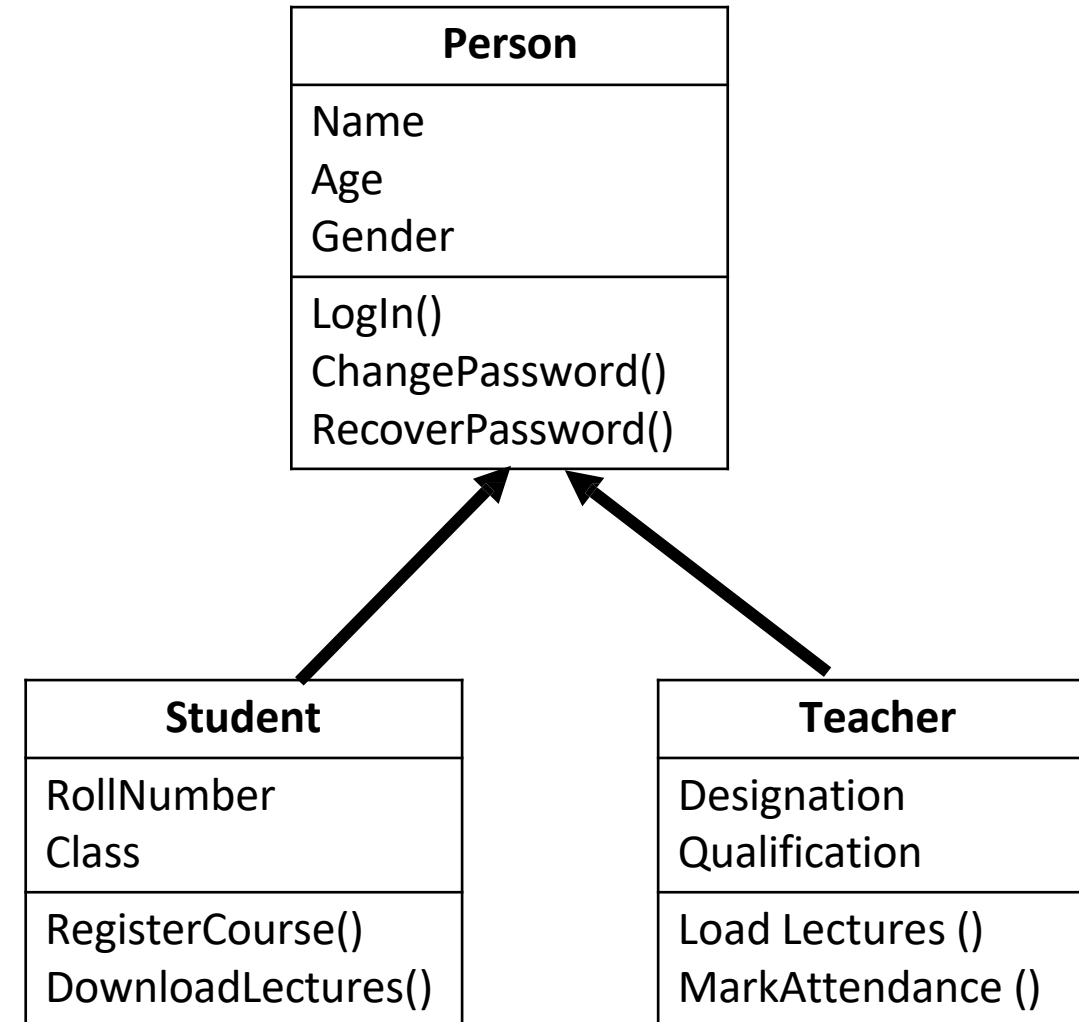 Person
Name
Age
Gender
LogIn()
ChangePassword()
RecoverPassword()
Student
RollNumber
Class
RegisterCourse()
DownloadLectures()
Teacher
Designation
Qualification
Load Lectures ()
MarkAttendance ()